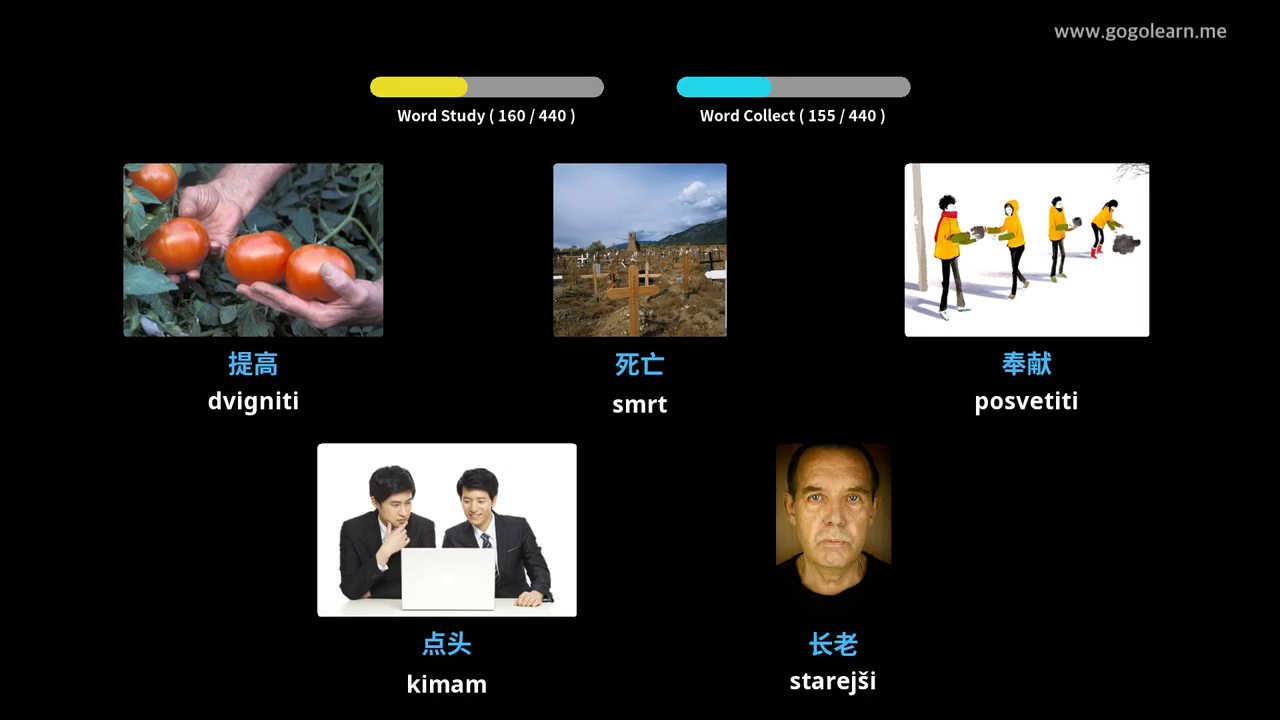 www.gogolearn.me
Word Study ( 160 / 440 )
Word Collect ( 155 / 440 )
提高
dvigniti
死亡
smrt
奉献
posvetiti
点头
kimam
长老
starejši